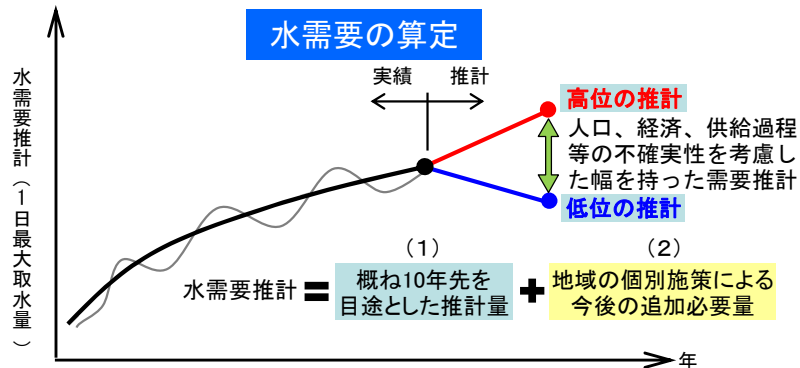 水需要の算定
水需要推計(1日最大取水量)
実績
推計
高位の推計
人口、経済、供給過程
等の不確実性を考慮し
た幅を持った需要推計
低位の推計
(1)
(2)
水需要推計
=
概ね10年先を
目途とした推計量
+
地域の個別施策による
今後の追加必要量
年